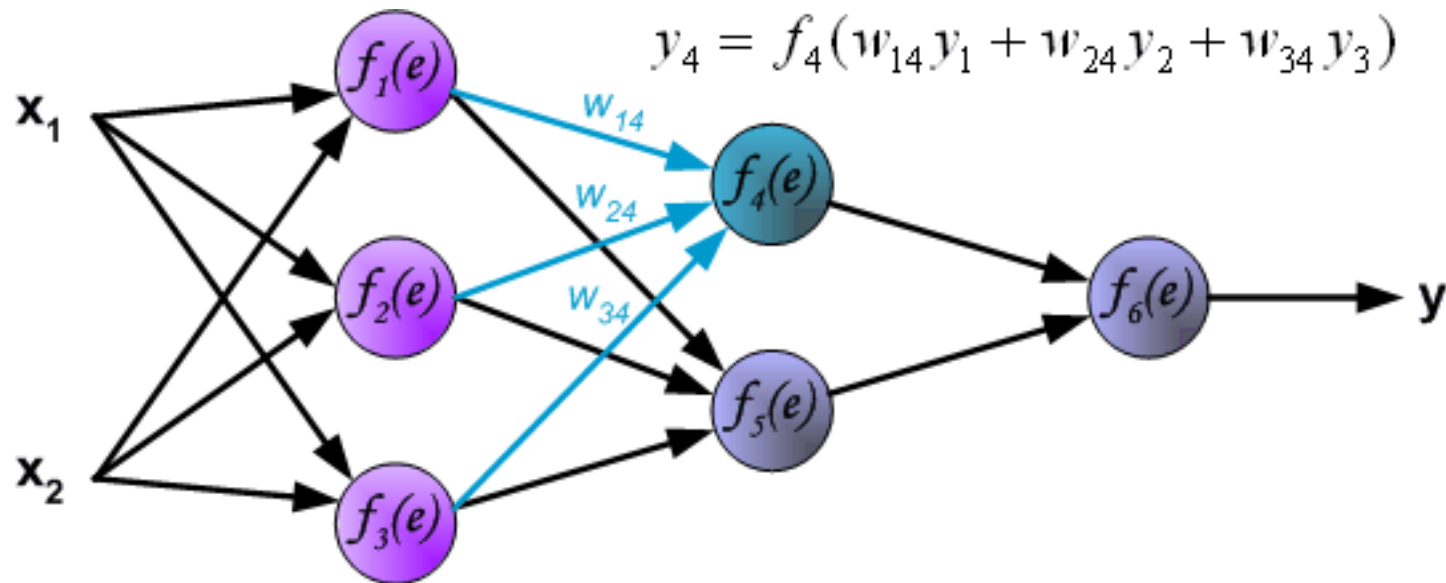 y₄ = f₄(w₁₄y₁ + w₂₄y₂ + w₃₄y₃)
f₁(e)
x₁
w₁₄
f₄(e)
w₂₄
f₂(e)
w₃₄
f₆(e)
y
f₅(e)
x₂
f₃(e)